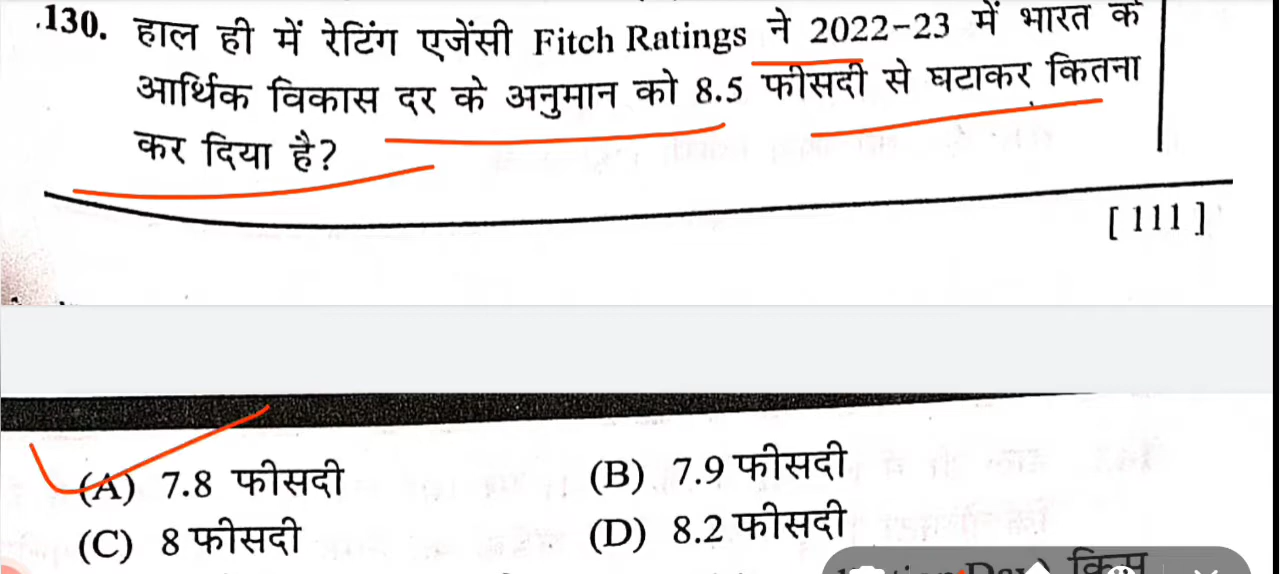 .130. हाल ही में रेटिंग एजेंसी Fitch Ratings ने 2022-23 में भारत के
आर्थिक विकास दर के अनुमान को 8.5 फीसदी से घटाकर कितना
कर दिया है?
[ 111 ]
(A) 7.8 फीसदी
(B) 7.9 फीसदी
(C) 8 फीसदी
(D) 8.2 फीसदी